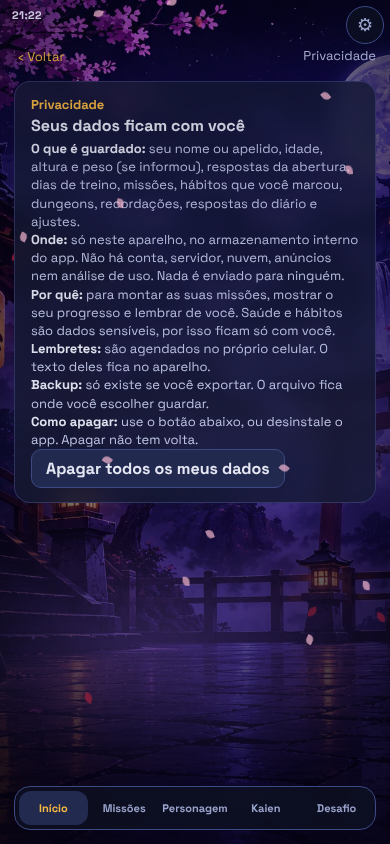 21:22
‹ Voltar
Privacidade
Privacidade
Seus dados ficam com você
O que é guardado: seu nome ou apelido, idade,
altura e peso (se informou), respostas da abertura,
dias de treino, missões, hábitos que você marcou,
dungeons, recordações, respostas do diário e
ajustes.
Onde: só neste aparelho, no armazenamento interno
do app. Não há conta, servidor, nuvem, anúncios
nem análise de uso. Nada é enviado para ninguém.
Por quê: para montar as suas missões, mostrar o
seu progresso e lembrar de você. Saúde e hábitos
são dados sensíveis, por isso ficam só com você.
Lembretes: são agendados no próprio celular. O
texto deles fica no aparelho.
Backup: só existe se você exportar. O arquivo fica
onde você escolher guardar.
Como apagar: use o botão abaixo, ou desinstale o
app. Apagar não tem volta.
Apagar todos os meus dados
Início
Missões
Personagem
Kaien
Desafio